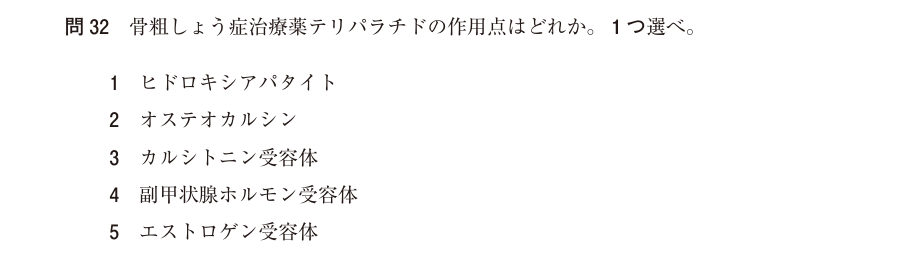 問 32 骨粗しょう症治療薬テリパラチドの作用点はどれか。1つ選べ。
1 ヒドロキシアパタイト
2 オステオカルシン
3 カルシトニン受容体
4 副甲状腺ホルモン受容体
5 エストロゲン受容体